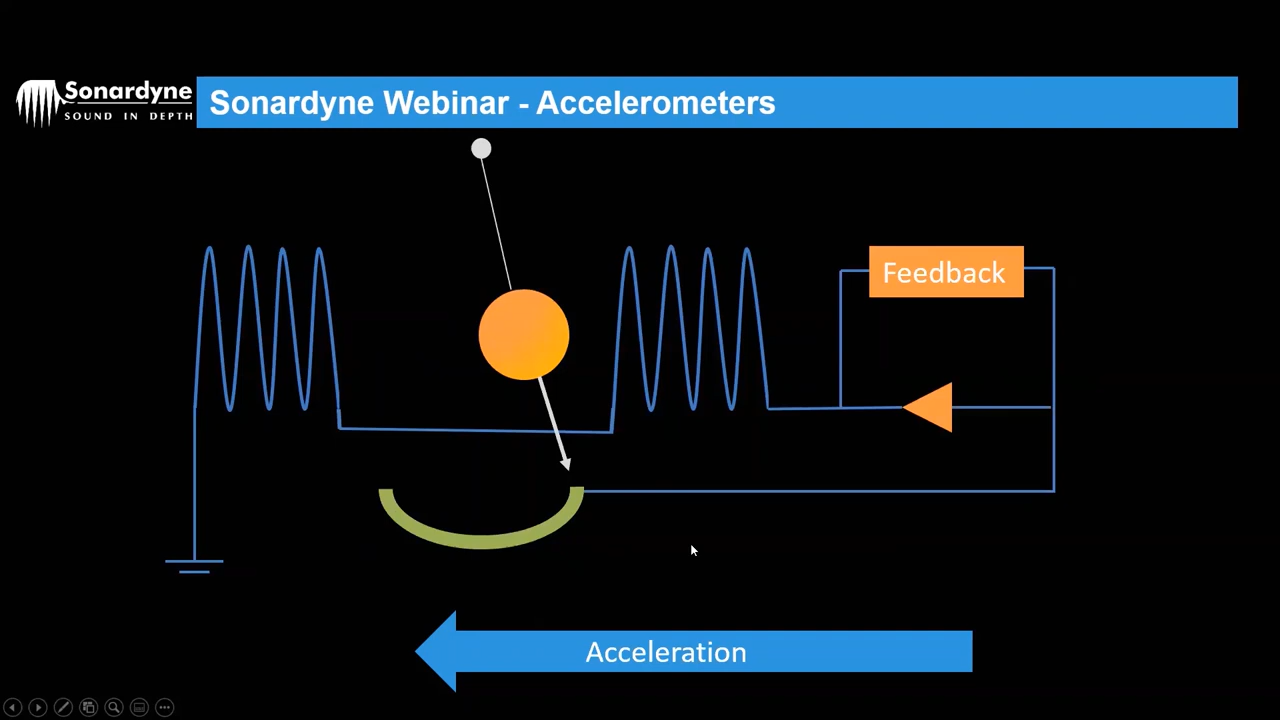 Sonardyne
SOUND IN DEPTH
Sonardyne Webinar - Accelerometers
Feedback
Acceleration